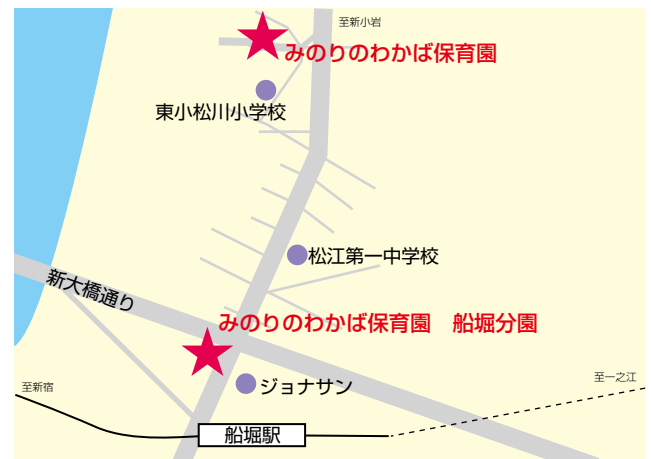 至新小岩
みのりのわかば保育園
東小松川小学校
松江第一中学校
新大橋通り
みのりのわかば保育園　船堀分園
至一之江
至新宿
ジョナサン
船堀駅